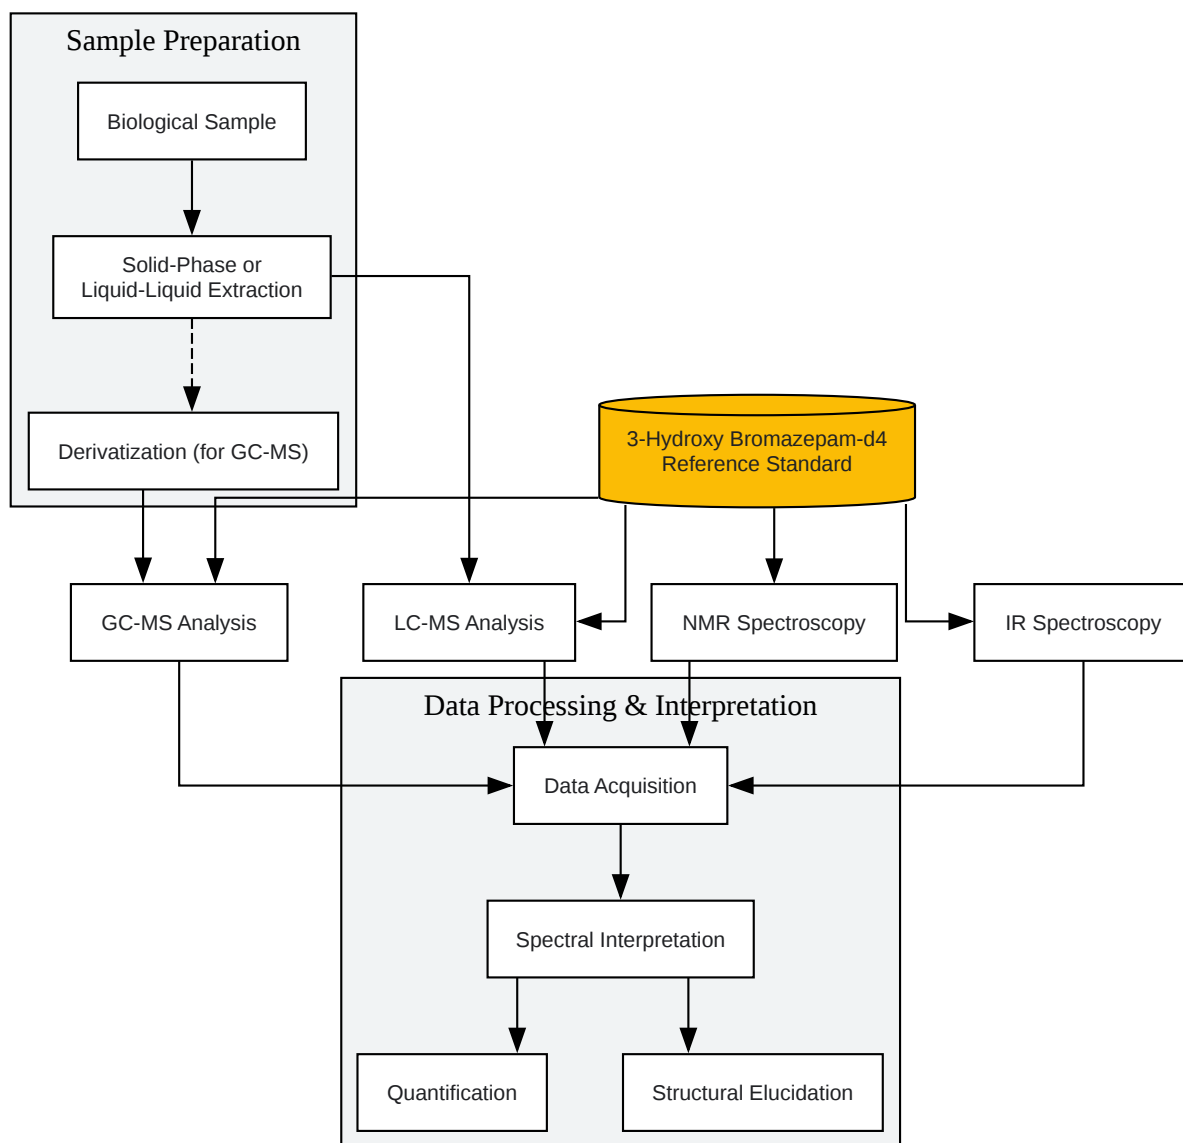 Sample Preparation
Biological Sample
Solid-Phase or
Liquid-Liquid Extraction
Derivatization (for GC-MS)
3-Hydroxy Bromazepam-d4
Reference Standard
GC-MS Analysis
LC-MS Analysis
NMR Spectroscopy
IR Spectroscopy
Data Processing & Interpretation
Data Acquisition
Spectral Interpretation
Quantification
Structural Elucidation